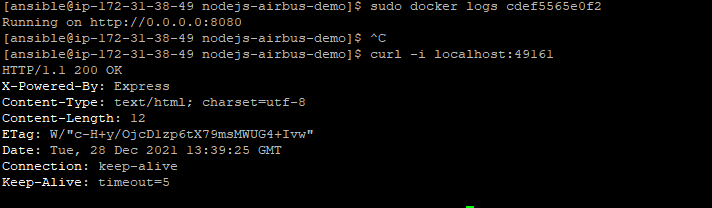 [ansible@ip-172-31-38-49 nodejs-airbus-demo]$ sudo docker logs cdef5565e0f2
Running on http://0.0.0.0:8080
[ansible@ip-172-31-38-49 nodejs-airbus-demo]$ ^C
[ansible@ip-172-31-38-49 nodejs-airbus-demo]$ curl -i localhost:49161
HTTP/1.1 200 OK
X-Powered-By: Express
Content-Type: text/html; charset=utf-8
Content-Length: 12
ETag: W/"c-H+y/OjcD1zp6tX79msMWUG4+Ivw"
Date: Tue, 28 Dec 2021 13:39:25 GMT
Connection: keep-alive
Keep-Alive: timeout=5